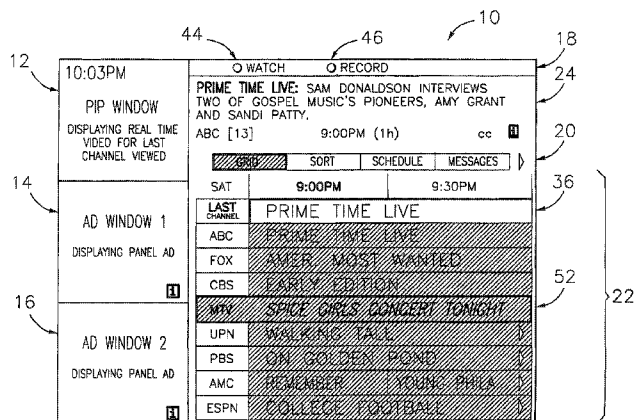 10
44
46
12
14
16
18
24
20
36
52
22
10:03PM
PIP WINDOW
DISPLAYING REAL TIME
VIDEO FOR LAST
CHANNEL VIEWED
AD WINDOW 1
DISPLAYING PANEL AD
i
AD WINDOW 2
DISPLAYING PANEL AD
i
WATCH RECORD
PRIME TIME LIVE: SAM DONALDSON INTERVIEWS
TWO OF GOSPEL MUSIC'S PIONEERS, AMY GRANT
AND SANDI PATTY.
ABC [13] 9:00PM (1h) cc i
GRID SORT SCHEDULE MESSAGES
SAT 9:00PM 9:30PM
LAST
CHANNEL PRIME TIME LIVE
ABC PRIME TIME LIVE
FOX AMER. MOST WANTED
CBS EARLY EDITION
MTV SPICE GIRLS CONCERT TONIGHT
UPN WALKING TALL
PBS ON GOLDEN POND
AMC REMEMBER YOUNG PHILA
ESPN COLLEGE FOOTBALL